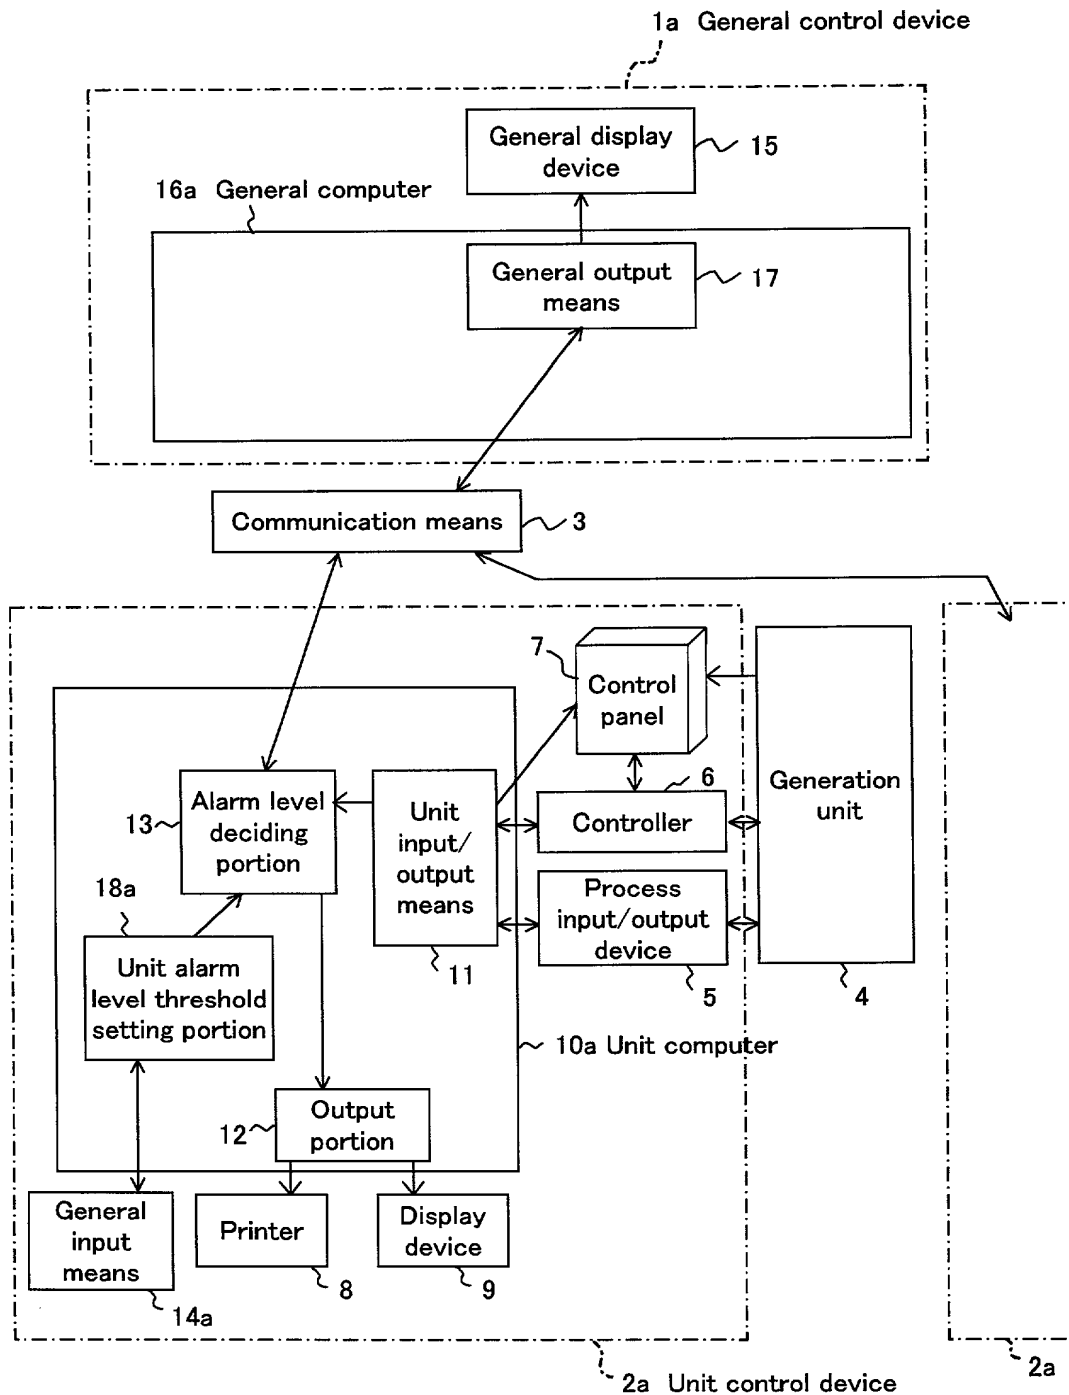 1a General control device
General display
device
15
16a General computer
General output
means
17
Communication means
3
7
Control
panel
6
Generation
unit
Alarm level
deciding
portion
13
Unit
input/
output
means
Controller
18a
Process
input/output
device
Unit alarm
level threshold
setting portion
11
5
4
10a Unit computer
Output
portion
12
General
input
means
Printer
Display
device
8
9
14a
2a Unit control device
2a